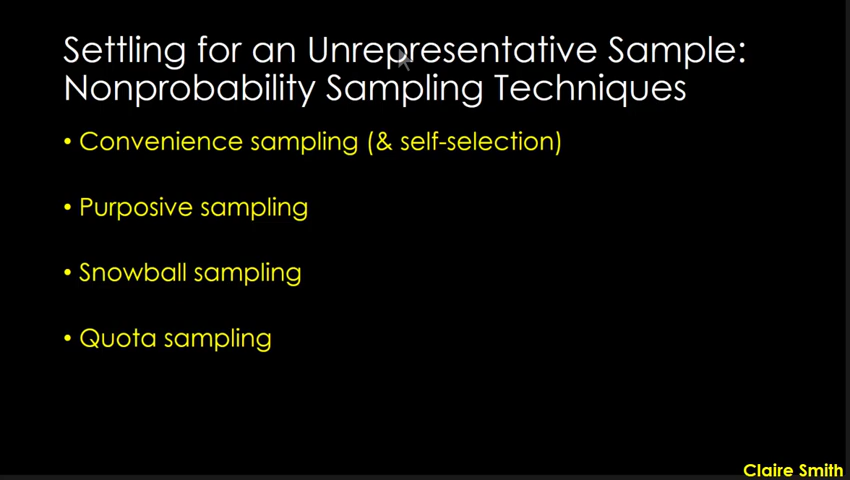 Settling for an Unrepresentative Sample:
Nonprobability Sampling Techniques
• Convenience sampling (& self-selection)
• Purposive sampling
• Snowball sampling
• Quota sampling
Claire Smith